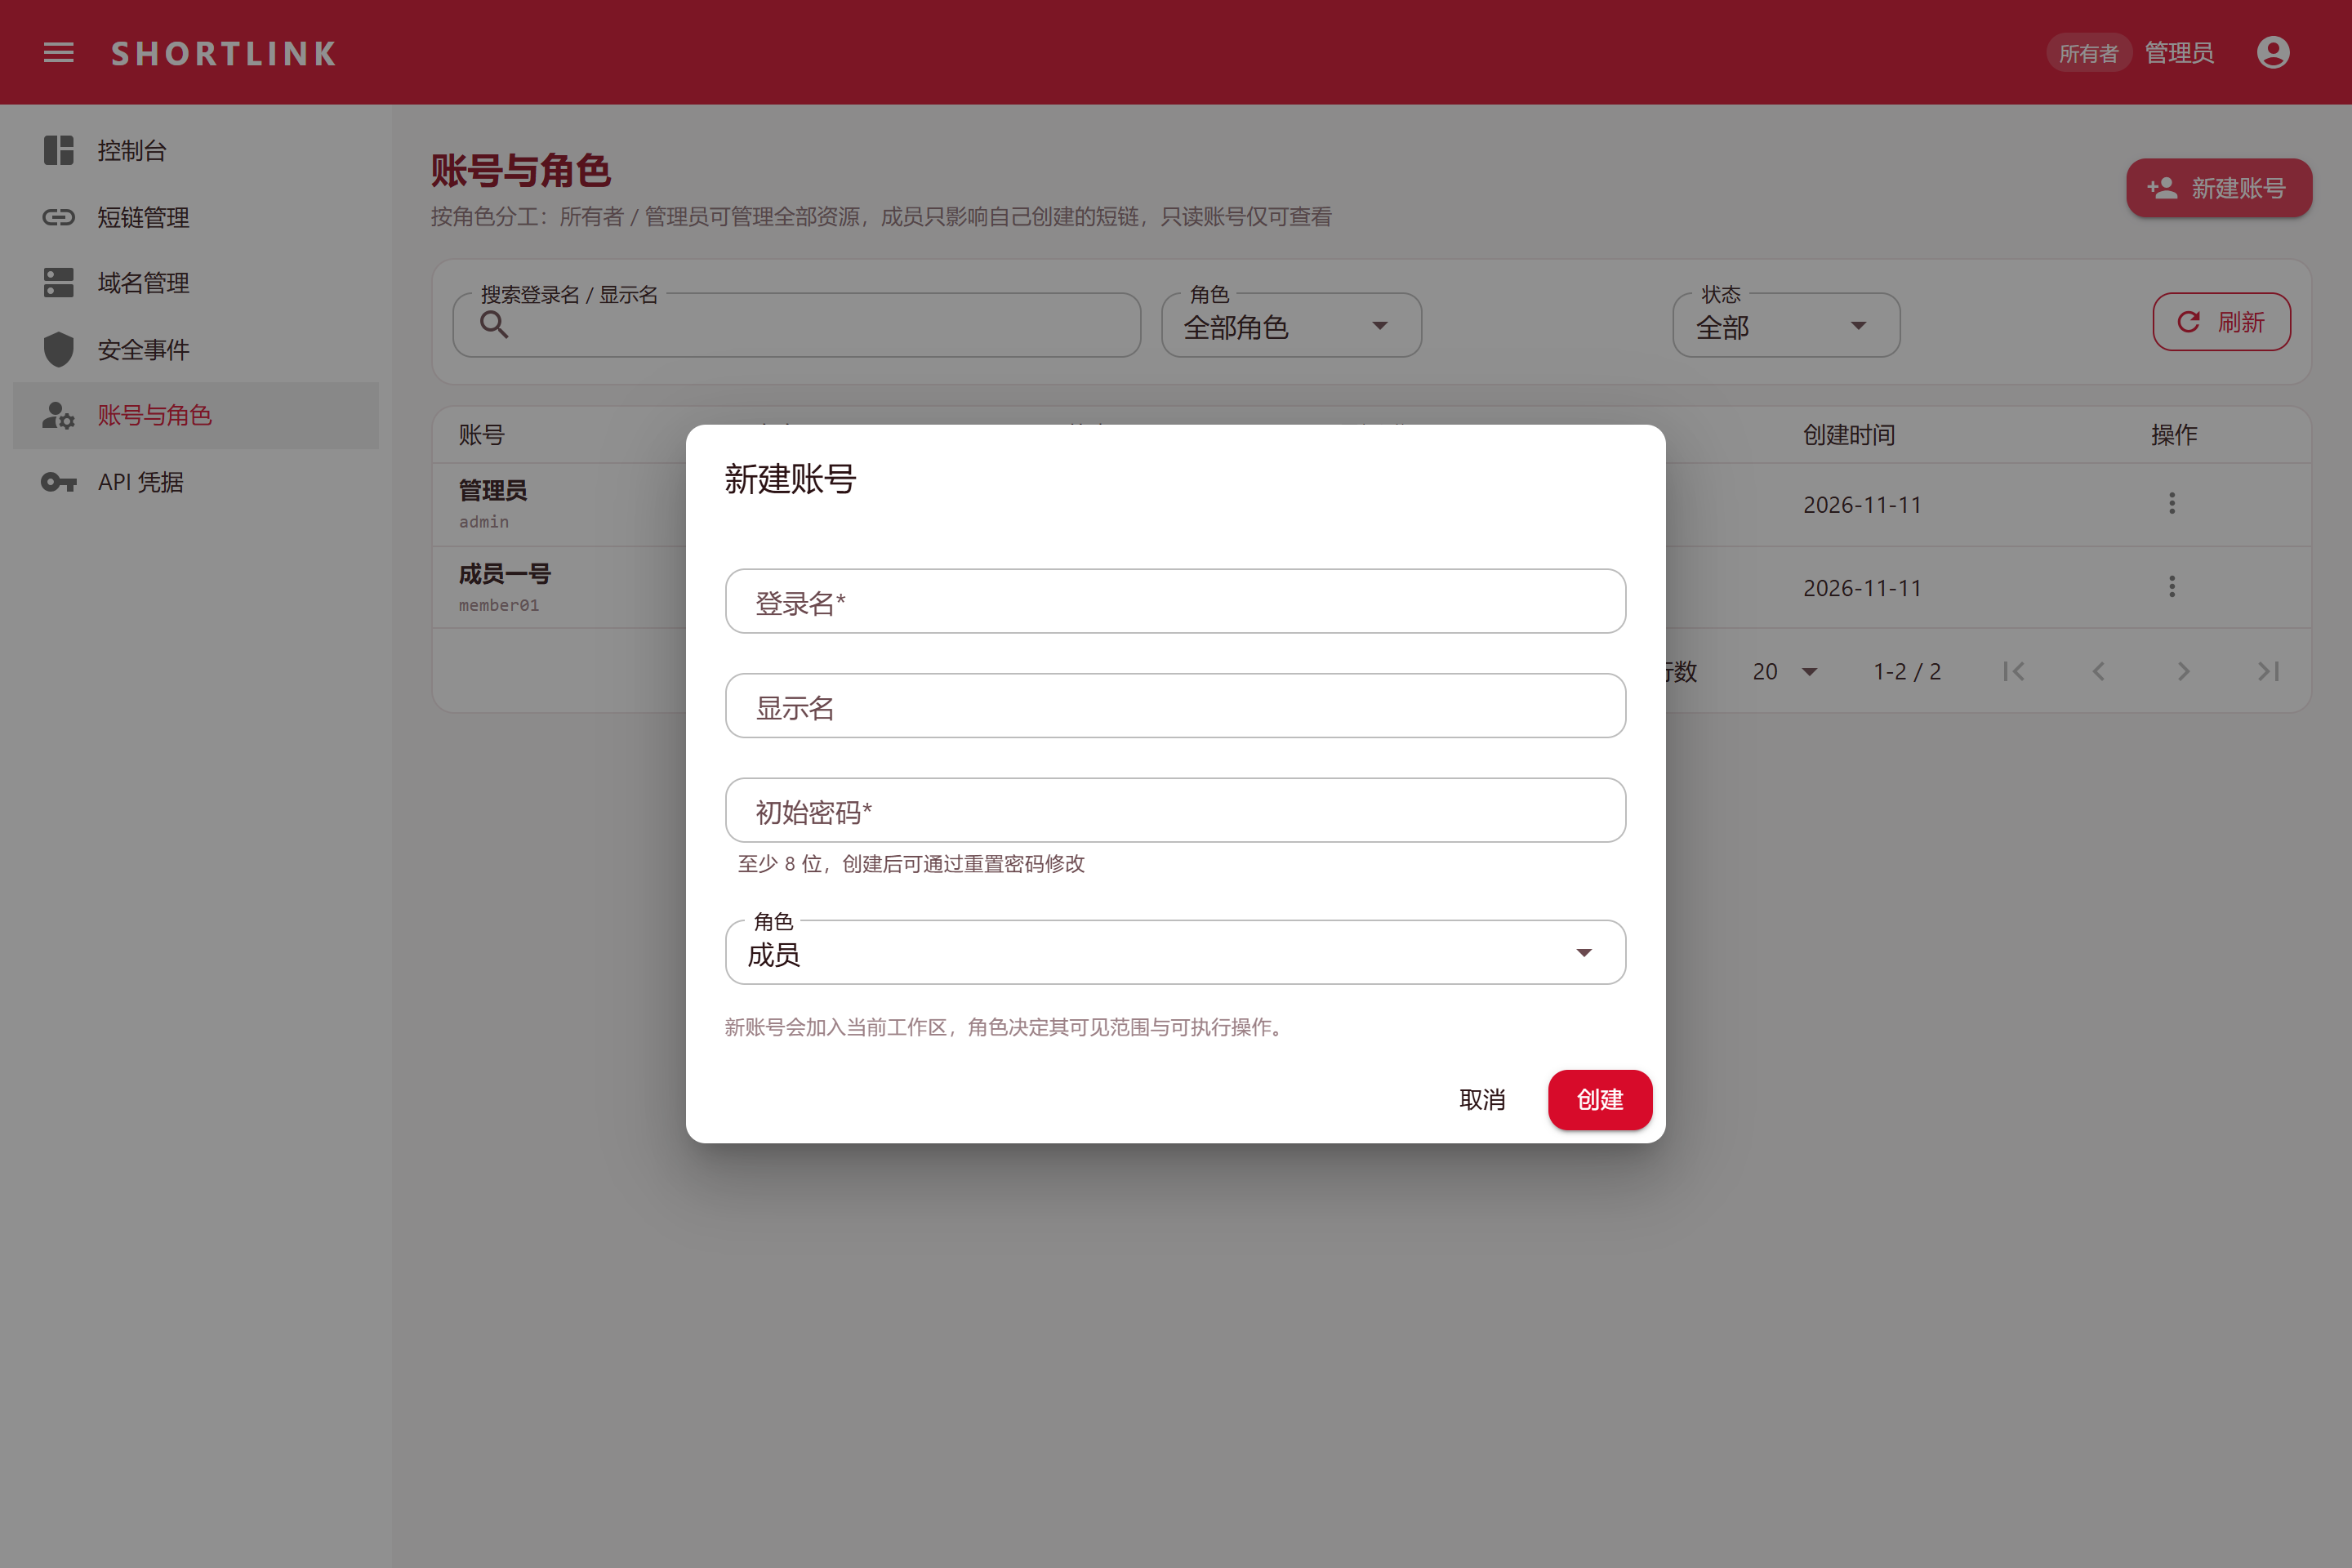 SHORTLINK
所有者 管理员
控制台
短链管理
域名管理
安全事件
账号与角色
API 凭据
账号与角色
按角色分工：所有者 / 管理员可管理全部资源，成员只影响自己创建的短链，只读账号仅可查看
新建账号
搜索登录名 / 显示名
角色
全部角色
状态
全部
刷新
账号 创建时间 操作
管理员
admin
2026-11-11
成员一号
member01
2026-11-11
行数 20 1-2 / 2
新建账号
登录名*
显示名
初始密码*
至少 8 位，创建后可通过重置密码修改
角色
成员
新账号会加入当前工作区，角色决定其可见范围与可执行操作。
取消 创建